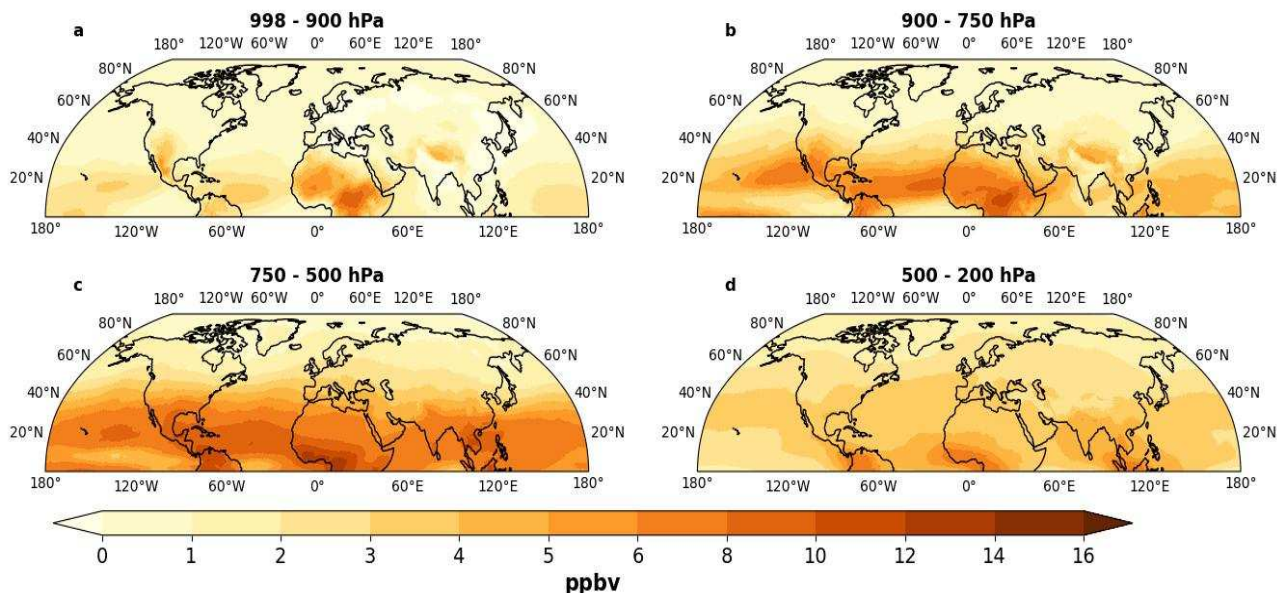 998 - 900 hPa
a
180° 120°W 60°W 0° 60°E 120°E 180°
80°N 80°N
60°N 60°N
40°N 40°N
20°N 20°N
180° 180°
120°W 60°W 0° 60°E 120°E
900 - 750 hPa
b
180° 120°W 60°W 0° 60°E 120°E 180°
80°N 80°N
60°N 60°N
40°N 40°N
20°N 20°N
180° 180°
120°W 60°W 0° 60°E 120°E
750 - 500 hPa
c
180° 120°W 60°W 0° 60°E 120°E 180°
80°N 80°N
60°N 60°N
40°N 40°N
20°N 20°N
180° 180°
120°W 60°W 0° 60°E 120°E
500 - 200 hPa
d
180° 120°W 60°W 0° 60°E 120°E 180°
80°N 80°N
60°N 60°N
40°N 40°N
20°N 20°N
180° 180°
120°W 60°W 0° 60°E 120°E
0 1 2 3 4 5 6 8 10 12 14 16
ppbv